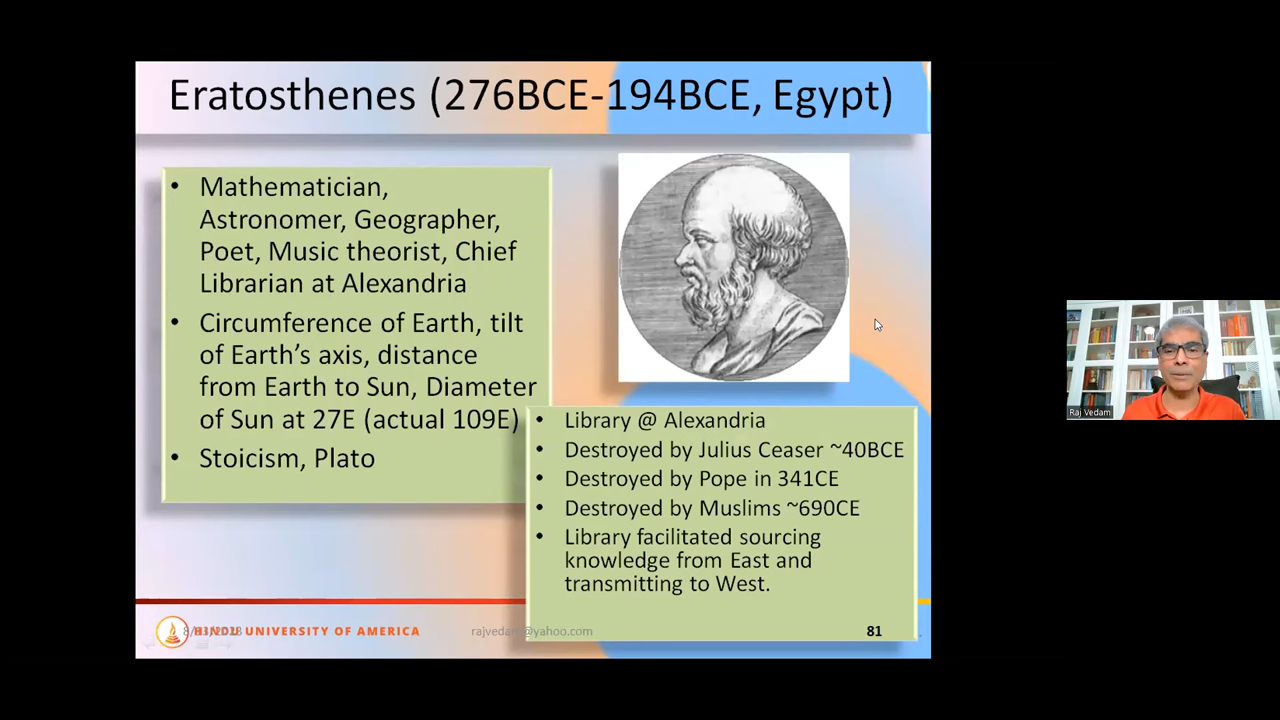 Eratosthenes (276BCE-194BCE, Egypt)
• Mathematician,
Astronomer, Geographer,
Poet, Music theorist, Chief
Librarian at Alexandria
• Circumference of Earth, tilt
of Earth's axis, distance
from Earth to Sun, Diameter
of Sun at 27E (actual 109E)
• Stoicism, Plato
• Library @ Alexandria
• Destroyed by Julius Ceaser ~40BCE
• Destroyed by Pope in 341CE
• Destroyed by Muslims ~690CE
• Library facilitated sourcing
knowledge from East and
transmitting to West.
HINDU UNIVERSITY OF AMERICA
rajvedam@yahoo.com
81
Raj Vedam